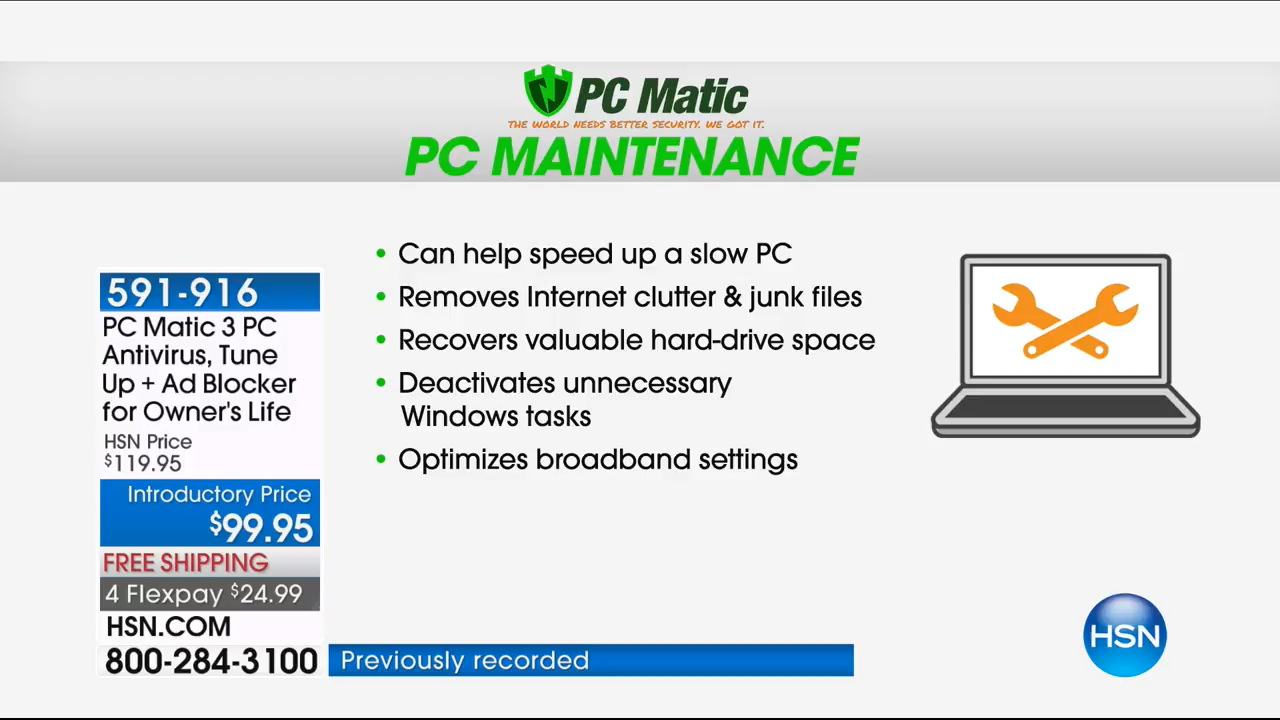 PC Matic
THE WORLD NEEDS BETTER SECURITY. WE GOT IT.
PC MAINTENANCE
• Can help speed up a slow PC
• Removes Internet clutter & junk files
• Recovers valuable hard-drive space
• Deactivates unnecessary
Windows tasks
• Optimizes broadband settings
591-916
PC Matic 3 PC
Antivirus, Tune
Up + Ad Blocker
for Owner's Life
HSN Price
$119.95
Introductory Price
$99.95
FREE SHIPPING
4 Flexpay $24.99
HSN.COM
800-284-3100
Previously recorded
HSN